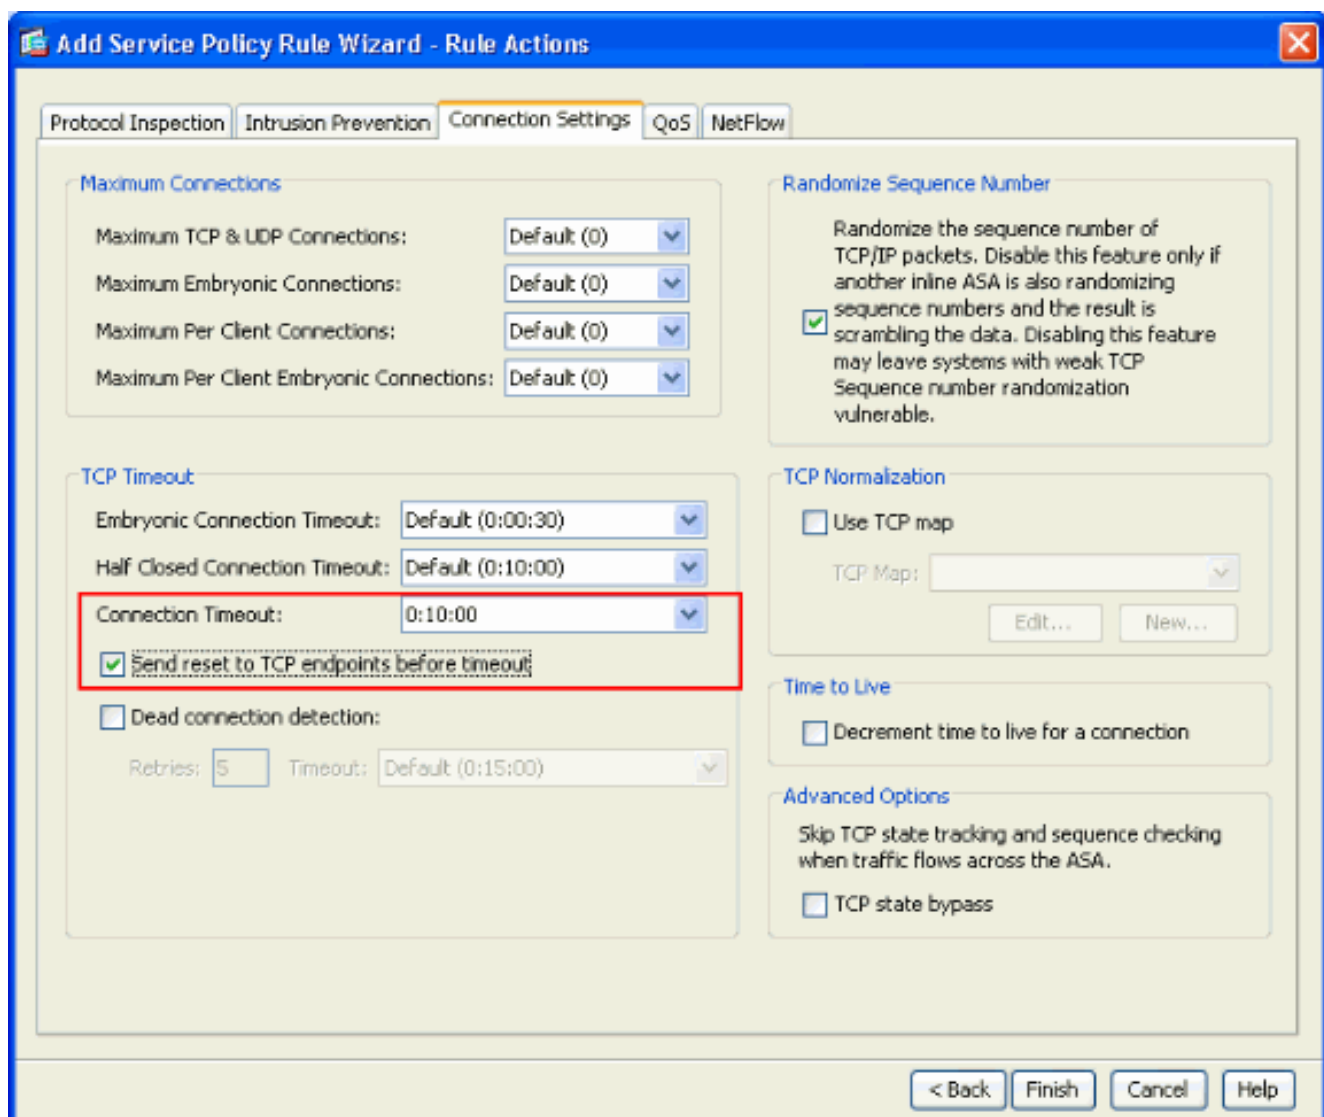 Add Service Policy Rule Wizard - Rule Actions
Protocol Inspection
Intrusion Prevention
Connection Settings
QoS
NetFlow
Maximum Connections
Maximum TCP & UDP Connections:
Default (0)
Maximum Embryonic Connections:
Default (0)
Maximum Per Client Connections:
Default (0)
Maximum Per Client Embryonic Connections:
Default (0)
Randomize Sequence Number
Randomize the sequence number of
TCP/IP packets. Disable this feature only if
another inline ASA is also randomizing
sequence numbers and the result is
scrambling the data. Disabling this feature
may leave systems with weak TCP
Sequence number randomization
vulnerable.
TCP Timeout
Embryonic Connection Timeout:
Default (0:00:30)
Half Closed Connection Timeout:
Default (0:10:00)
Connection Timeout:
0:10:00
Send reset to TCP endpoints before timeout
Dead connection detection:
Retries:
5
Timeout:
Default (0:15:00)
TCP Normalization
Use TCP map
TCP Map:
Edit...
New...
Time to Live
Decrement time to live for a connection
Advanced Options
Skip TCP state tracking and sequence checking
when traffic flows across the ASA.
TCP state bypass
< Back
Finish
Cancel
Help